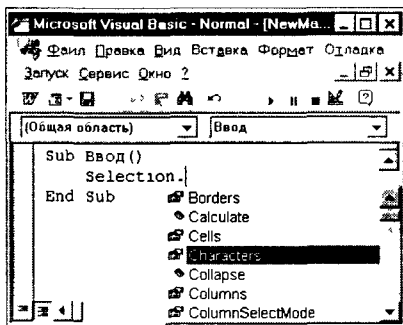 Microsoft Visual Basic - Normal - [NewMa...
Файл Правка Вид Вставка Формат Отладка
Запуск Сервис Окно ?
(Общая область) Ввод
Sub Ввод()
Selection.
End Sub
Borders
Calculate
Cells
Characters
Collapse
Columns
ColumnSelectMode